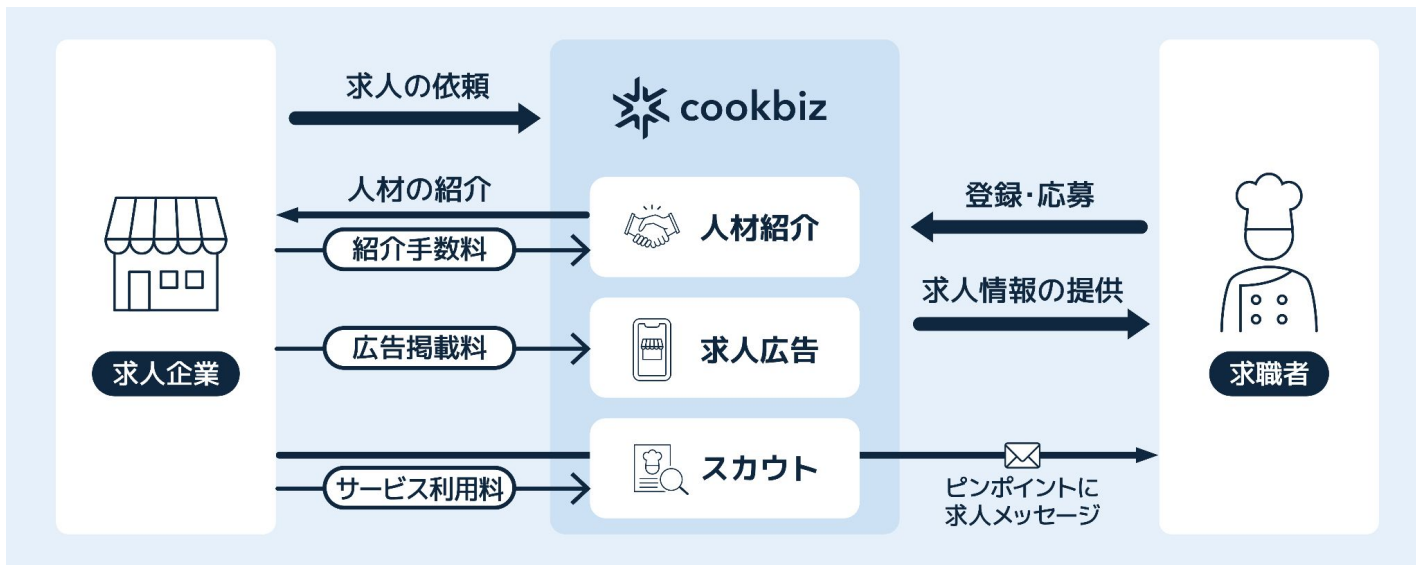 求人の依頼
cookbiz
人材の紹介
人材紹介
紹介手数料
登録・応募
求人情報の提供
広告掲載料
求人広告
求人企業
求職者
スカウト
サービス利用料
ピンポイントに
求人メッセージ